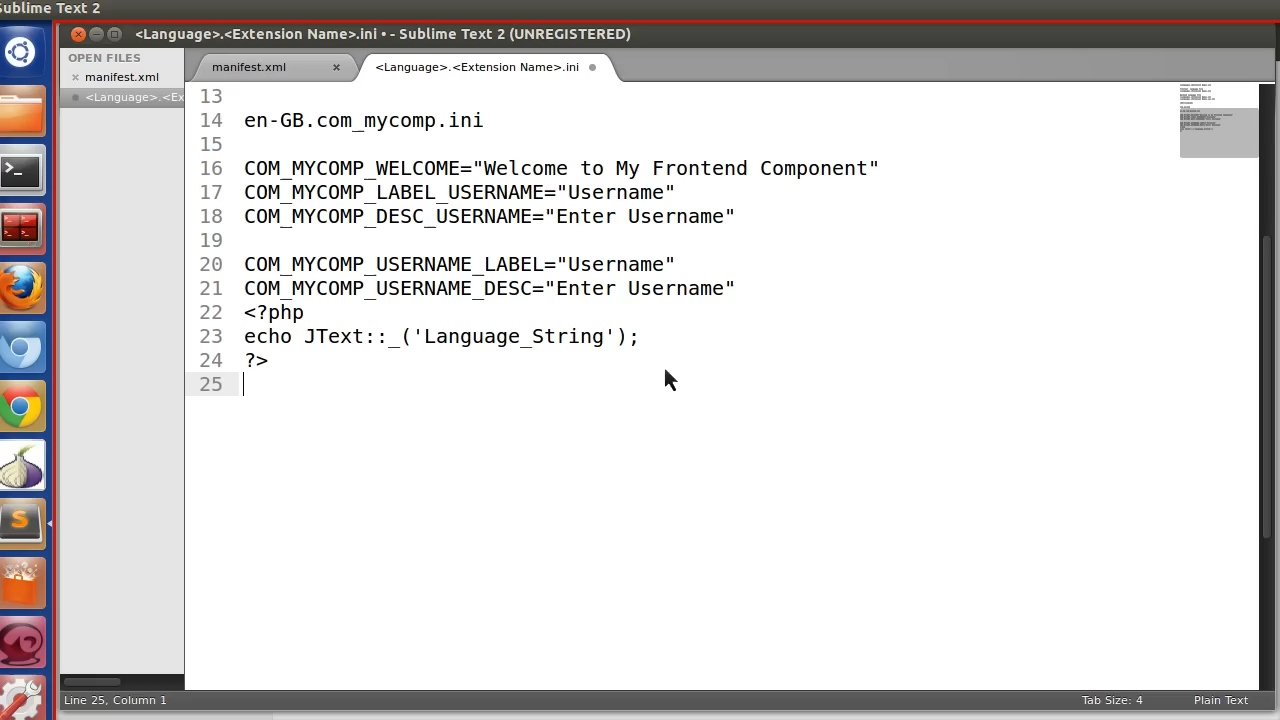 Sublime Text 2
<Language>.<Extension Name>.ini • - Sublime Text 2 (UNREGISTERED)
OPEN FILES
manifest.xml
<Language>.<Ex
manifest.xml
<Language>.<Extension Name>.ini
13
14 en-GB.com_mycomp.ini
15
16 COM_MYCOMP_WELCOME="Welcome to My Frontend Component"
17 COM_MYCOMP_LABEL_USERNAME="Username"
18 COM_MYCOMP_DESC_USERNAME="Enter Username"
19
20 COM_MYCOMP_USERNAME_LABEL="Username"
21 COM_MYCOMP_USERNAME_DESC="Enter Username"
22 <?php
23 echo JText::_('Language_String');
24 ?>
25
Line 25, Column 1
Tab Size: 4
Plain Text